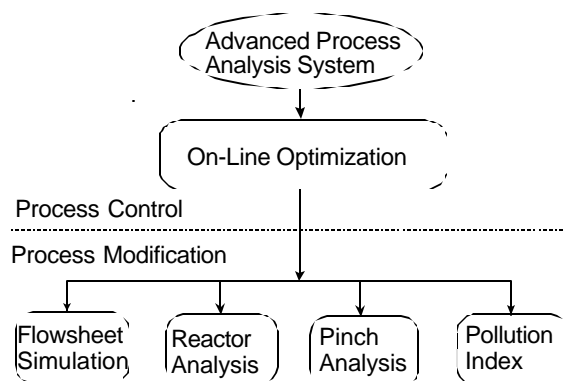 Advanced Process
Analysis System
On-Line Optimization
Process Control
Process Modification
Flowsheet
Simulation
Reactor
Analysis
Pinch
Analysis
Pollution
Index